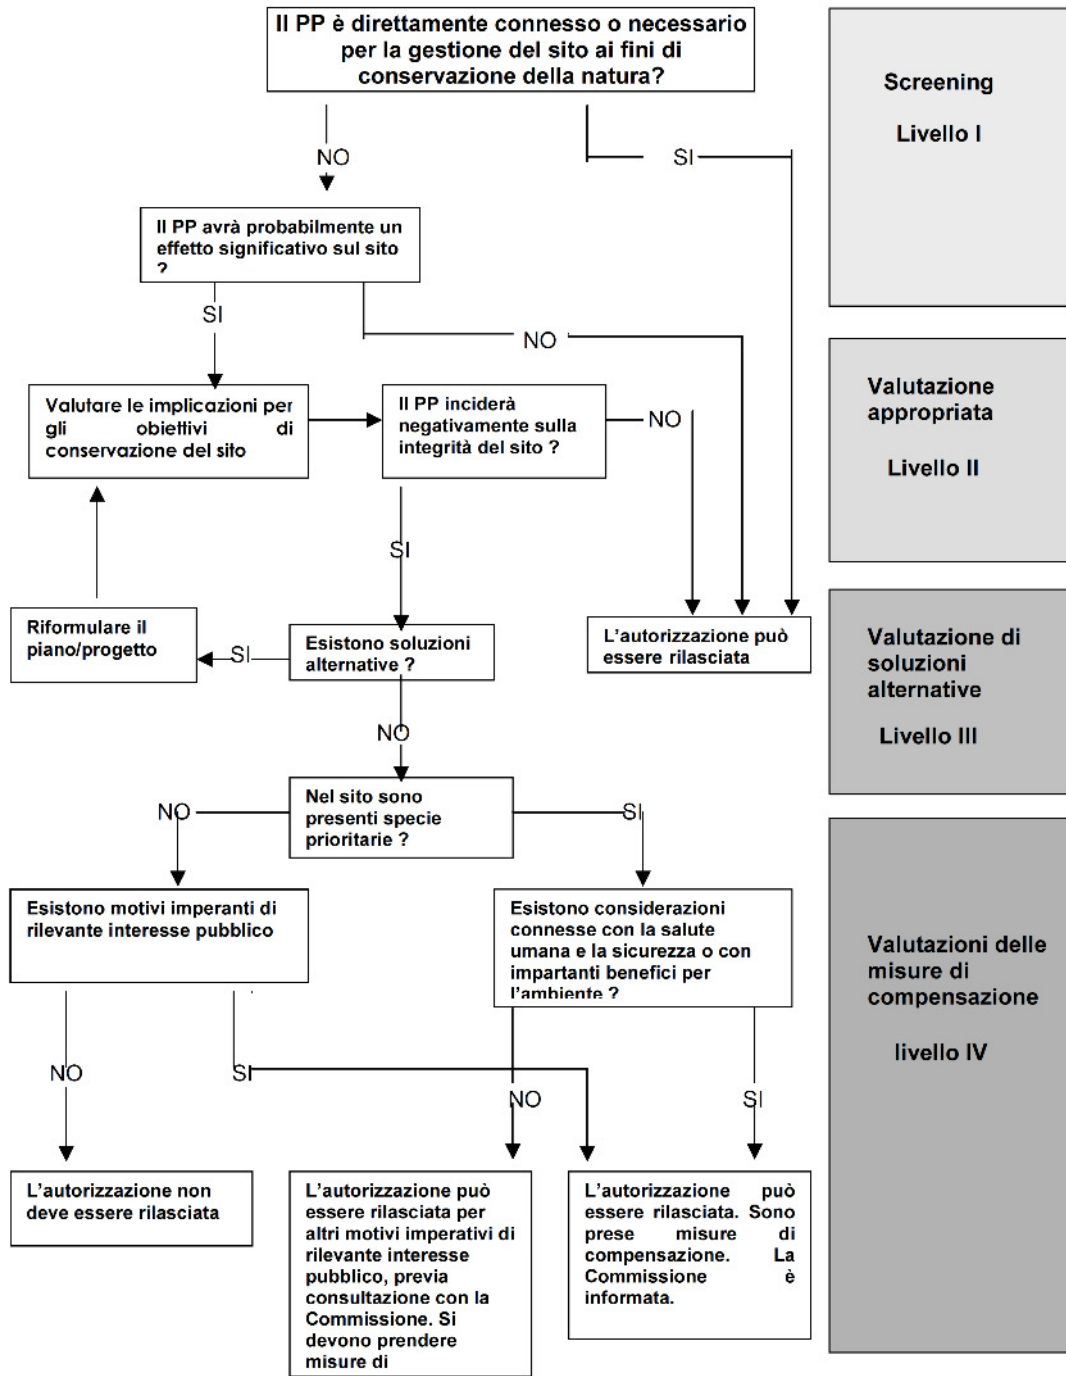 Il PP è direttamente connesso o necessario
per la gestione del sito ai fini di
conservazione della natura?
Screening
Livello I
NO
SI
Il PP avrà probabilmente un
effetto significativo sul sito
?
SI
NO
Valutare le implicazioni per
gli obiettivi di
conservazione del sito
Il PP inciderà
negativamente sulla
integrità del sito ?
NO
Valutazione
appropriata
Livello II
SI
Riformulare il
piano/progetto
SI
Esistono soluzioni
alternative ?
L'autorizzazione può
essere rilasciata
Valutazione di
soluzioni
alternative
Livello III
NO
Nel sito sono
presenti specie
prioritarie ?
NO
SI
Esistono motivi imperanti di
rilevante interesse pubblico
Esistono considerazioni
connesse con la salute
umana e la sicurezza o con
impartanti benefici per
l'ambiente ?
Valutazioni delle
misure di
compensazione
livello IV
NO
SI
NO
SI
L'autorizzazione non
deve essere rilasciata
L'autorizzazione può
essere rilasciata per
altri motivi imperativi di
rilevante interesse
pubblico, previa
consultazione con la
Commissione. Si
devono prendere
misure di
L'autorizzazione può
essere rilasciata. Sono
prese misure di
compensazione. La
Commissione è
informata.